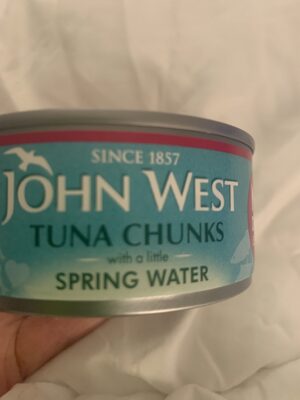 SINCE 1857
JOHN WEST
TUNA CHUNKS
with a little
SPRING WATER